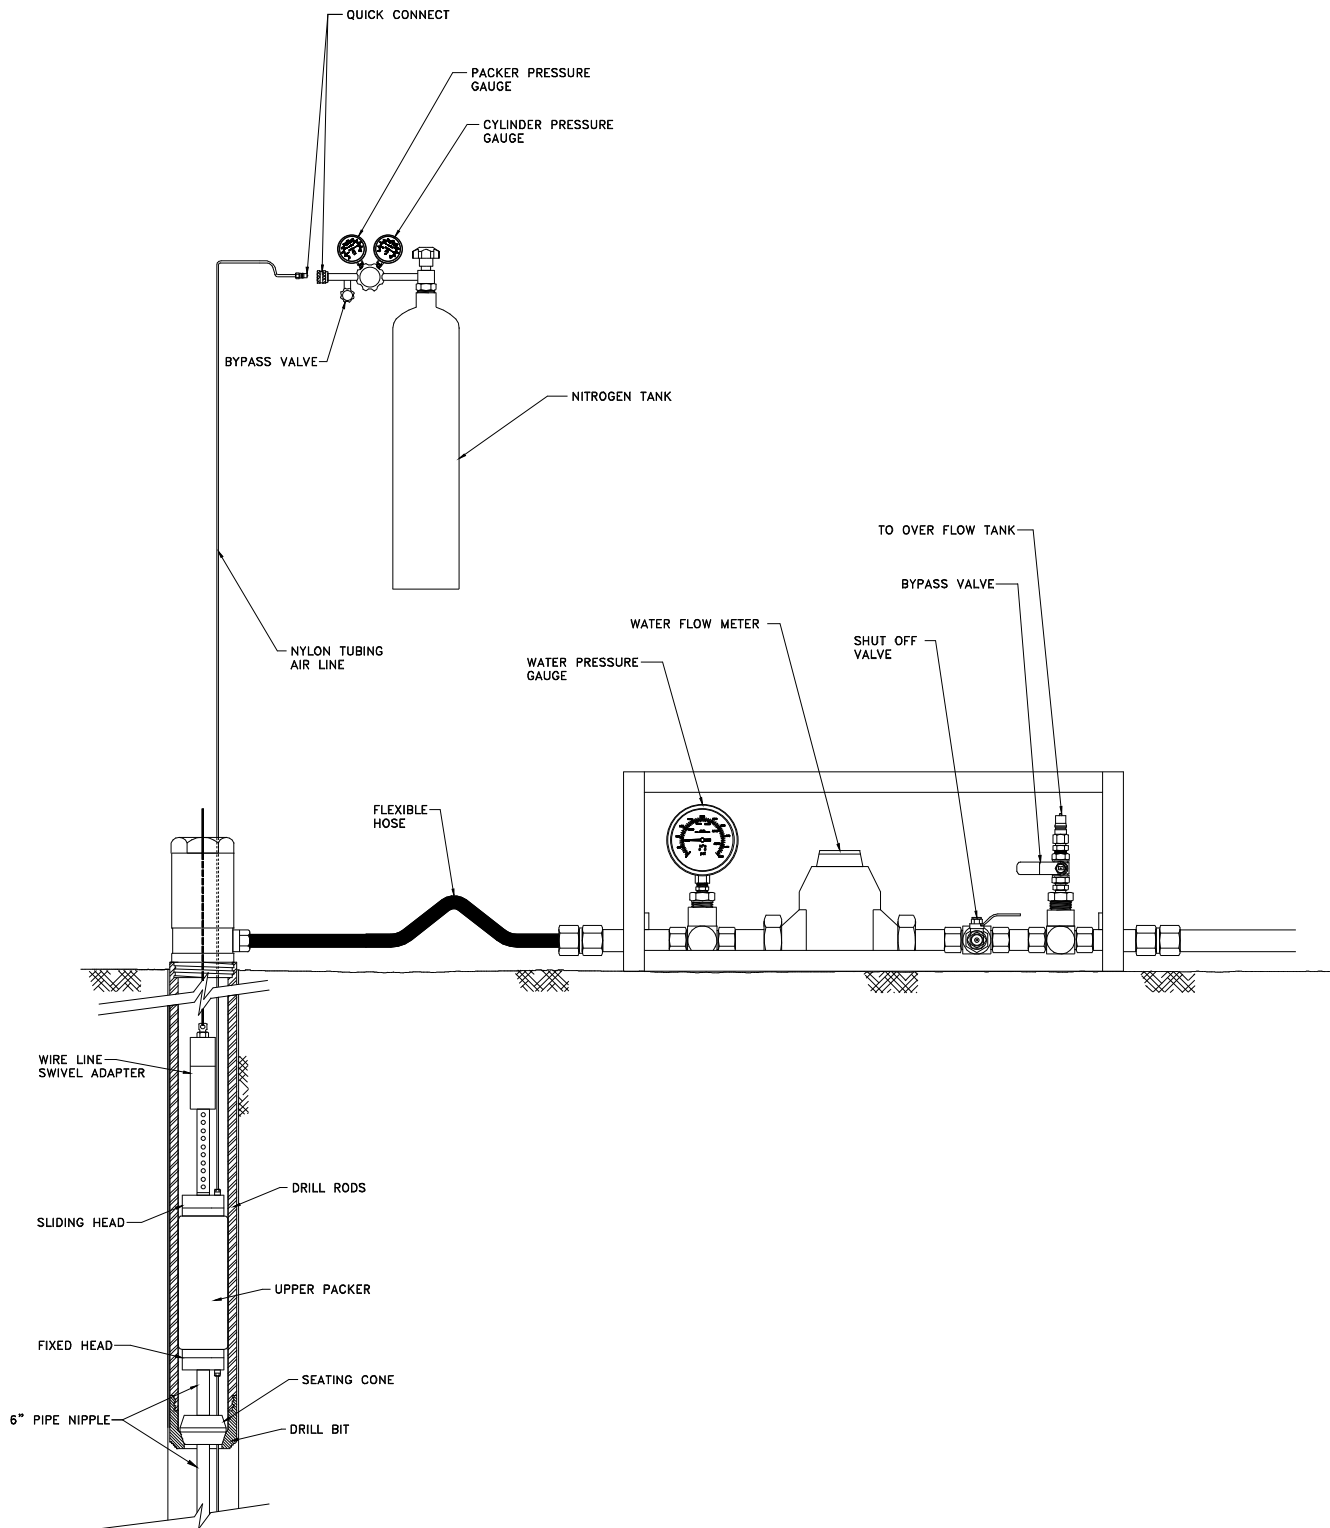 QUICK CONNECT
PACKER PRESSURE
GAUGE
CYLINDER PRESSURE
GAUGE
BYPASS VALVE
NITROGEN TANK
TO OVER FLOW TANK
BYPASS VALVE
WATER FLOW METER
SHUT OFF
VALVE
NYLON TUBING
AIR LINE
WATER PRESSURE
GAUGE
FLEXIBLE
HOSE
WIRE LINE
SWIVEL ADAPTER
DRILL RODS
SLIDING HEAD
UPPER PACKER
FIXED HEAD
SEATING CONE
6" PIPE NIPPLE
DRILL BIT